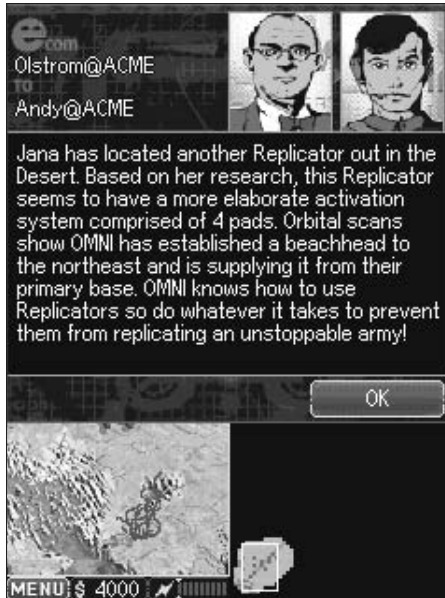 ecom
Olstrom@ACME
TO
Andy@ACME
Jana has located another Replicator out in the
Desert. Based on her research, this Replicator
seems to have a more elaborate activation
system comprised of 4 pads. Orbital scans
show OMNI has established a beachhead to
the northeast and is supplying it from their
primary base. OMNI knows how to use
Replicators so do whatever it takes to prevent
them from replicating an unstoppable army!
OK
MENU $ 4000